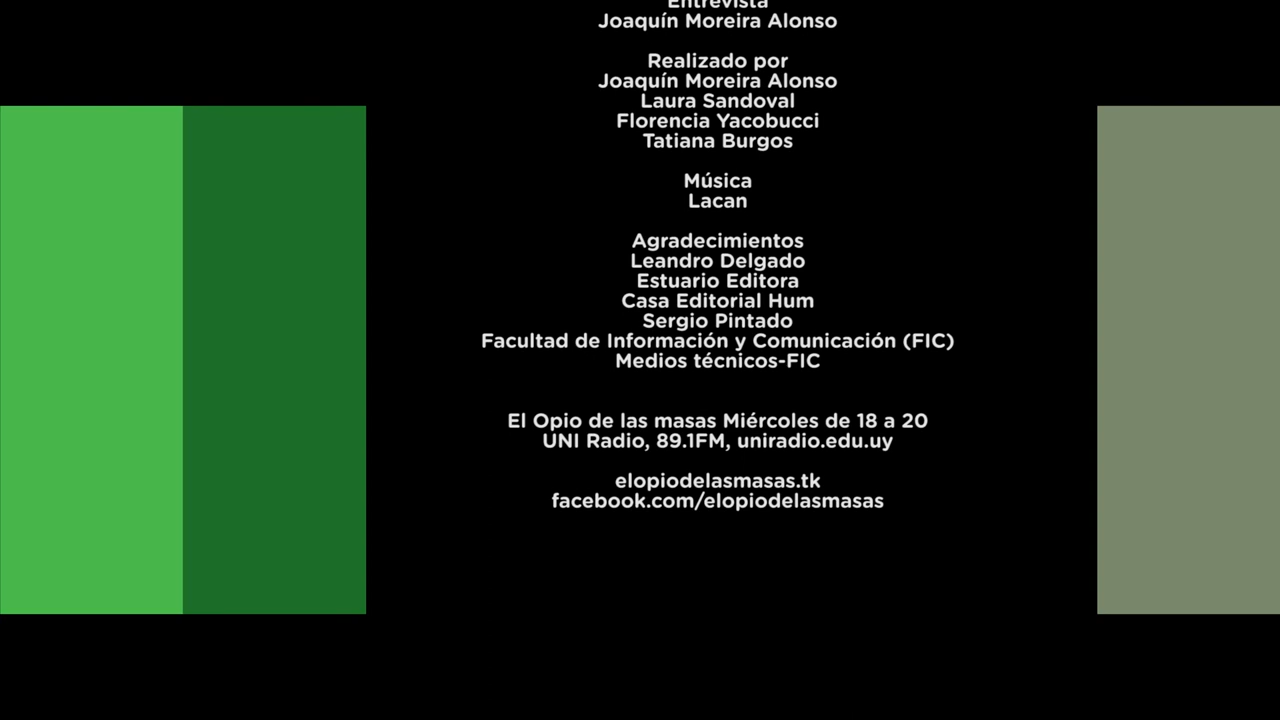 Entrevista
Joaquín Moreira Alonso
Realizado por
Joaquín Moreira Alonso
Laura Sandoval
Florencia Yacobucci
Tatiana Burgos
Música
Lacan
Agradecimientos
Leandro Delgado
Estuario Editora
Casa Editorial Hum
Sergio Pintado
Facultad de Información y Comunicación (FIC)
Medios técnicos-FIC
El Opio de las masas Miércoles de 18 a 20
UNI Radio, 89.1FM, uniradio.edu.uy
elopiodelasmasas.tk
facebook.com/elopiodelasmasas